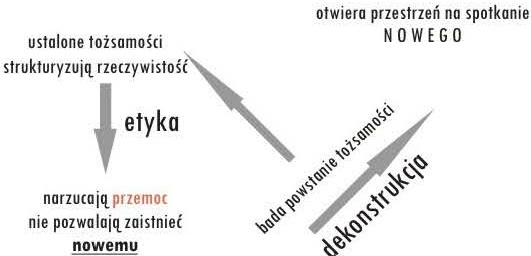 otwiera przestrzeń na spotkanie
NOWEGO
ustalone tożsamości
strukturyzują rzeczywistość
etyka
bada powstanie tożsamości
dekonstrukcja
narzucają przemoc
nie pozwalają zaistnieć
nowemu